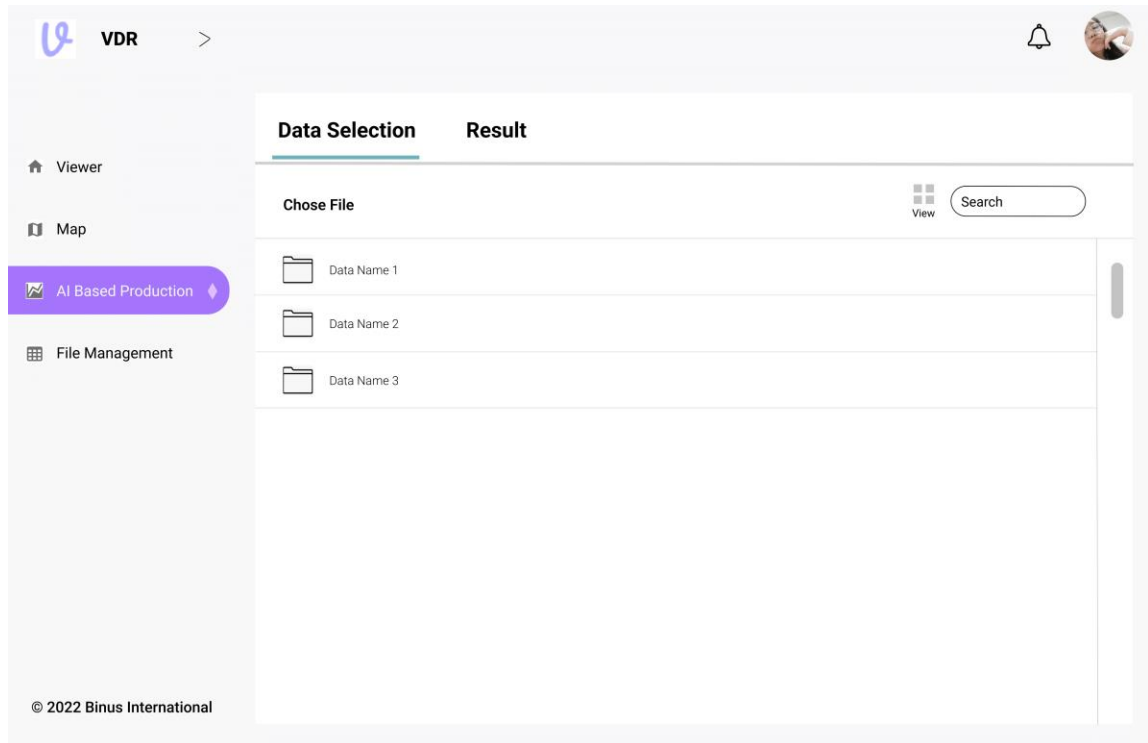 VDR >
Data Selection Result
Viewer
Chose File
View
Search
Map
Data Name 1
AI Based Production
Data Name 2
File Management
Data Name 3
© 2022 Binus International